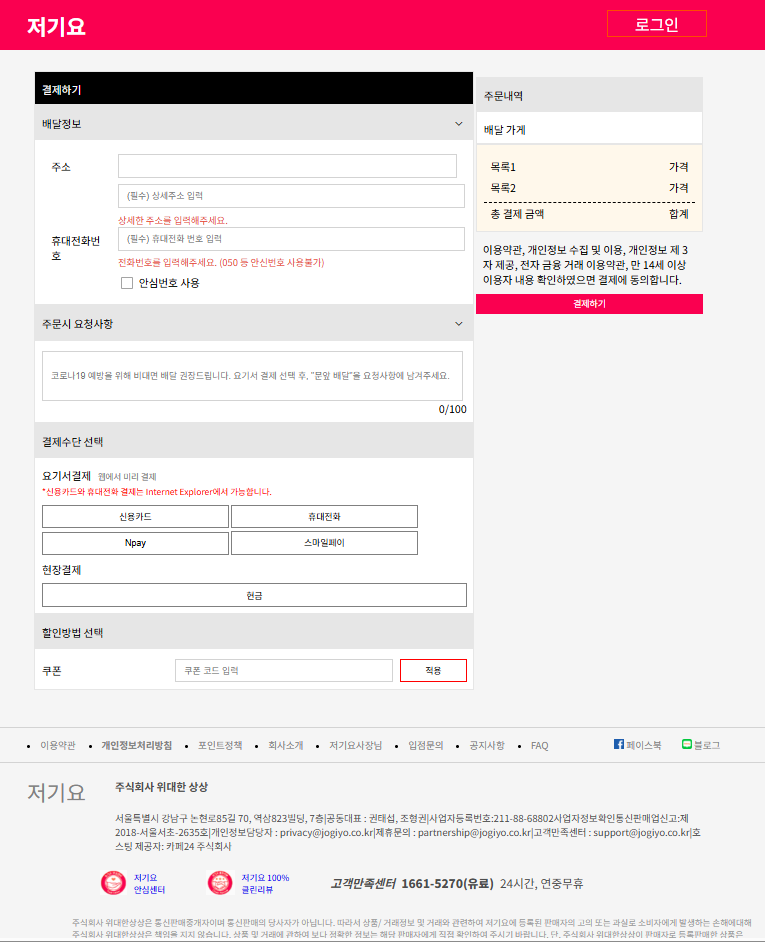 저기요
로그인
결제하기
배달정보
주소
(필수) 상세주소 입력
상세한 주소를 입력해주세요.
휴대전화번
호
(필수) 휴대전화 번호 입력
전화번호를 입력해주세요. (050 등 안신번호 사용불가)
안심번호 사용
주문시 요청사항
코로나19 예방을 위해 비대면 배달 권장드립니다. 요기서 결제 선택 후, "문앞 배달"을 요청사항에 남겨주세요.
0/100
결제수단 선택
요기서결제 웹에서 미리 결제
*신용카드와 휴대전화 결제는 Internet Explorer에서 가능합니다.
신용카드
휴대전화
Npay
스마일페이
현장결제
현금
할인방법 선택
쿠폰
쿠폰 코드 입력
적용
주문내역
배달 가게
목록1 가격
목록2 가격
총 결제 금액 합계
이용약관, 개인정보 수집 및 이용, 개인정보 제 3
자 제공, 전자 금융 거래 이용약관, 만 14세 이상
이용자 내용 확인하였으면 결제에 동의합니다.
결제하기
이용약관 개인정보처리방침 포인트정책 회사소개 저기요사장님 입점문의 공지사항 FAQ 페이스북 블로그
저기요
주식회사 위대한 상상
서울특별시 강남구 논현로85길 70, 역삼823빌딩, 7층|공동대표 : 권태섭, 조형권|사업자등록번호:211-88-68802사업자정보확인통신판매업신고:제
2018-서울서초-2635호|개인정보담당자 : privacy@jogiyo.co.kr|제휴문의 : partnership@jogiyo.co.kr|고객만족센터 : support@jogiyo.co.kr|호
스팅 제공자: 카페24 주식회사
저기요
안심센터
저기요 100%
클린리뷰
고객만족센터 1661-5270(유료) 24시간, 연중무휴
주식회사 위대한상상은 통신판매중개자이며 통신판매의 당사자가 아닙니다. 따라서 상품/ 거래정보 및 거래와 관련하여 저기요에 등록된 판매자의 고의 또는 과실로 소비자에게 발생하는 손해에대해
주식회사 위대한상상은 책임을 지지 않습니다. 상품 및 거래에 관하여 보다 정확한 정보는 해당 판매자에게 직접 확인하여 주시기 바랍니다. 단, 주식회사 위대한상상이 판매자로 등록판매한 상품은